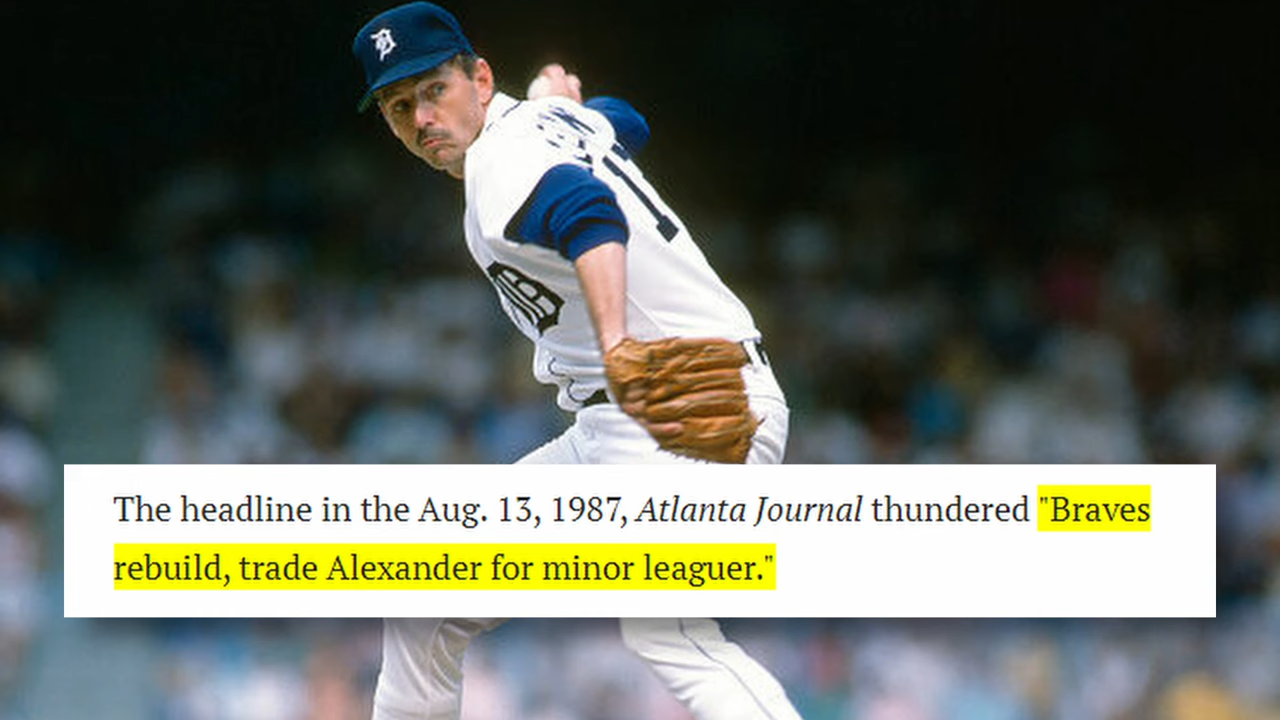 D
D
The headline in the Aug. 13, 1987, Atlanta Journal thundered "Braves
rebuild, trade Alexander for minor leaguer."